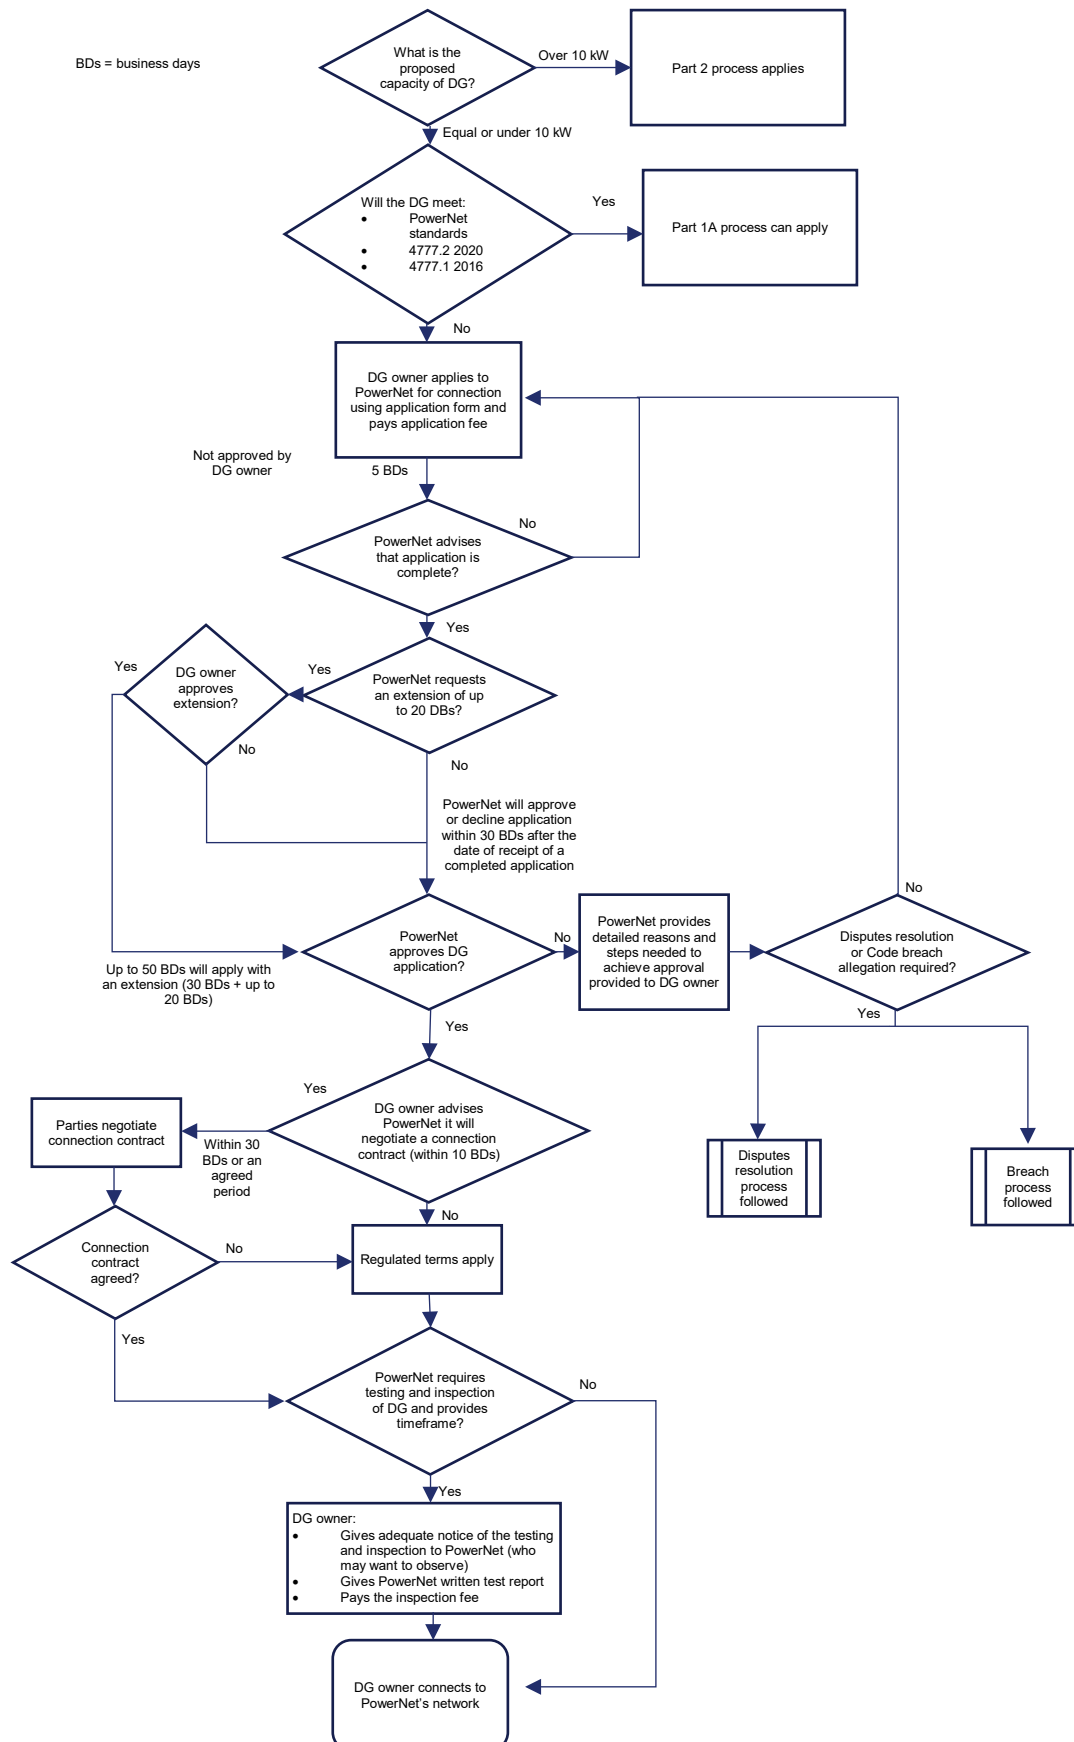 BDs = business days
What is the
proposed
capacity of DG?
Over 10 kW
Part 2 process applies
Equal or under 10 kW
Will the DG meet:
• PowerNet
standards
• 4777.2 2020
• 4777.1 2016
Yes
Part 1A process can apply
No
DG owner applies to
PowerNet for connection
using application form and
pays application fee
Not approved by
DG owner
5 BDs
No
PowerNet advises
that application is
complete?
Yes
Yes
DG owner
approves
extension?
Yes
PowerNet requests
an extension of up
to 20 DBs?
No
No
PowerNet will approve
or decline application
within 30 BDs after the
date of receipt of a
completed application
PowerNet
approves DG
application?
No
PowerNet provides
detailed reasons and
steps needed to
achieve approval
provided to DG owner
No
Disputes resolution
or Code breach
allegation required?
Up to 50 BDs will apply with
an extension (30 BDs + up to
20 BDs)
Yes
Yes
Yes
DG owner advises
PowerNet it will
negotiate a connection
contract (within 10 BDs)
Parties negotiate
connection contract
Within 30
BDs or an
agreed
period
Disputes
resolution
process
followed
Breach
process
followed
No
Connection
contract
agreed?
No
Regulated terms apply
Yes
PowerNet requires
testing and inspection
of DG and provides
timeframe?
No
Yes
DG owner:
• Gives adequate notice of the testing
and inspection to PowerNet (who
may want to observe)
• Gives PowerNet written test report
• Pays the inspection fee
DG owner connects to
PowerNet's network